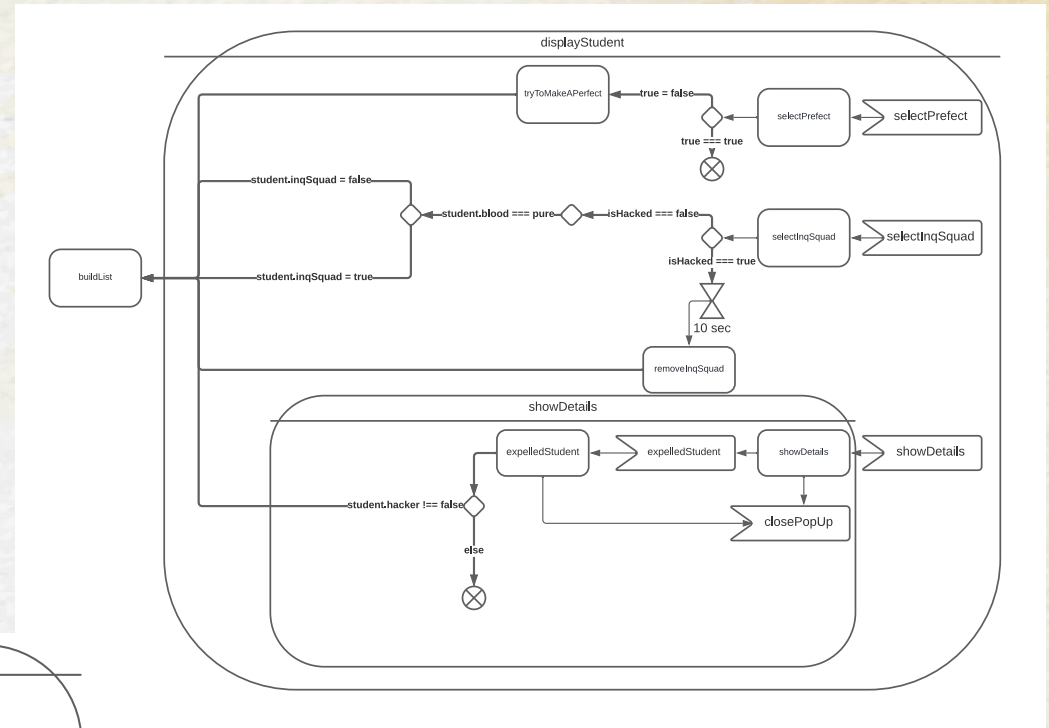 displayStudent
tryToMakeAPerfect
true = false
selectPrefect
selectPrefect
true === true
student.inqSquad = false
student.blood === pure
isHacked === false
selectInqSquad
selectInqSquad
isHacked === true
buildList
student.inqSquad = true
10 sec
removeInqSquad
showDetails
expelledStudent
expelledStudent
showDetails
showDetails
student.hacker !== false
closePopUp
else